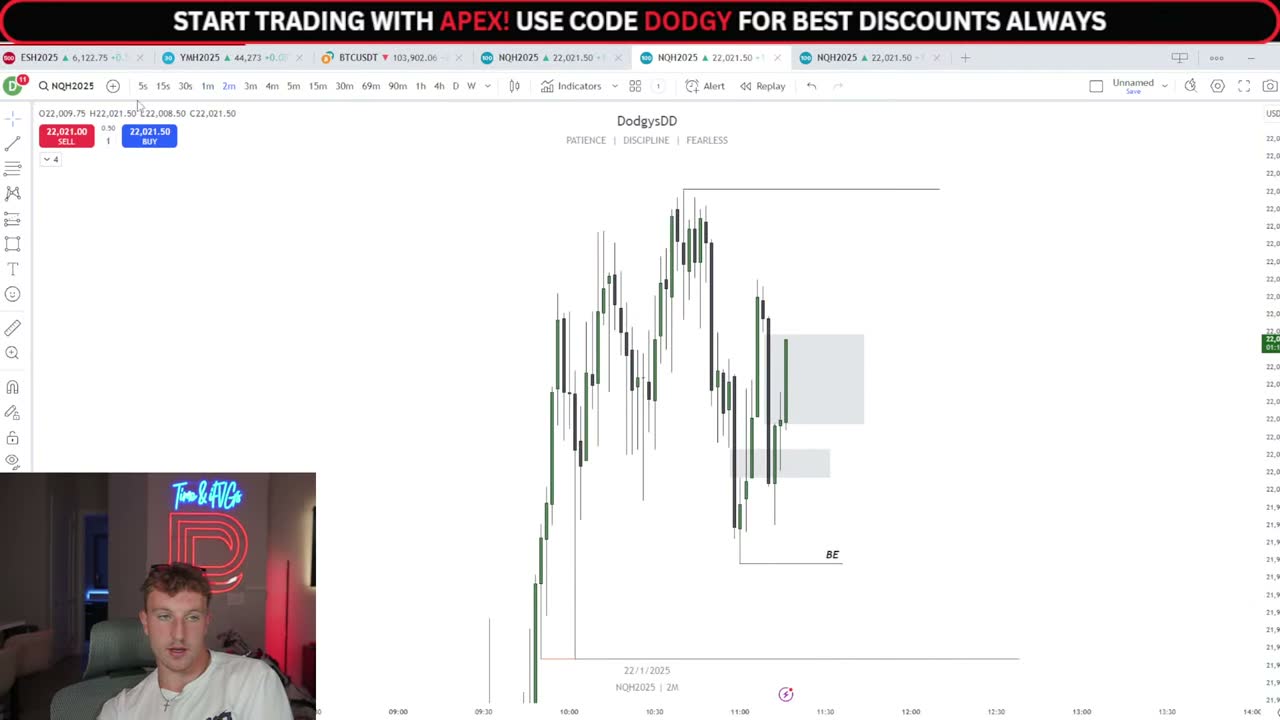 START TRADING WITH APEX! USE CODE DODGY FOR BEST DISCOUNTS ALWAYS
ESH2025 6,122.75 YMH2025 44,273 BTCUSDT 103,902.06 NQH2025 22,021.50 NQH2025 22,021.50 NQH2025 22,021.50
NQH2025 5s 15s 30s 1m 2m 3m 4m 5m 15m 30m 69m 90m 1h 4h D W Indicators 1 Alert Replay Unnamed
Save
O22,009.75 H22,021.50 L22,008.50 C22,021.50
22,021.00 0.50 22,021.50
SELL 1 BUY
4
DodgysDD
PATIENCE | DISCIPLINE | FEARLESS
BE
Time & iFVGs
22/1/2025
NQH2025 | 2M
09:00 09:30 10:00 10:30 11:00 11:30 12:00 12:30 13:00 13:30